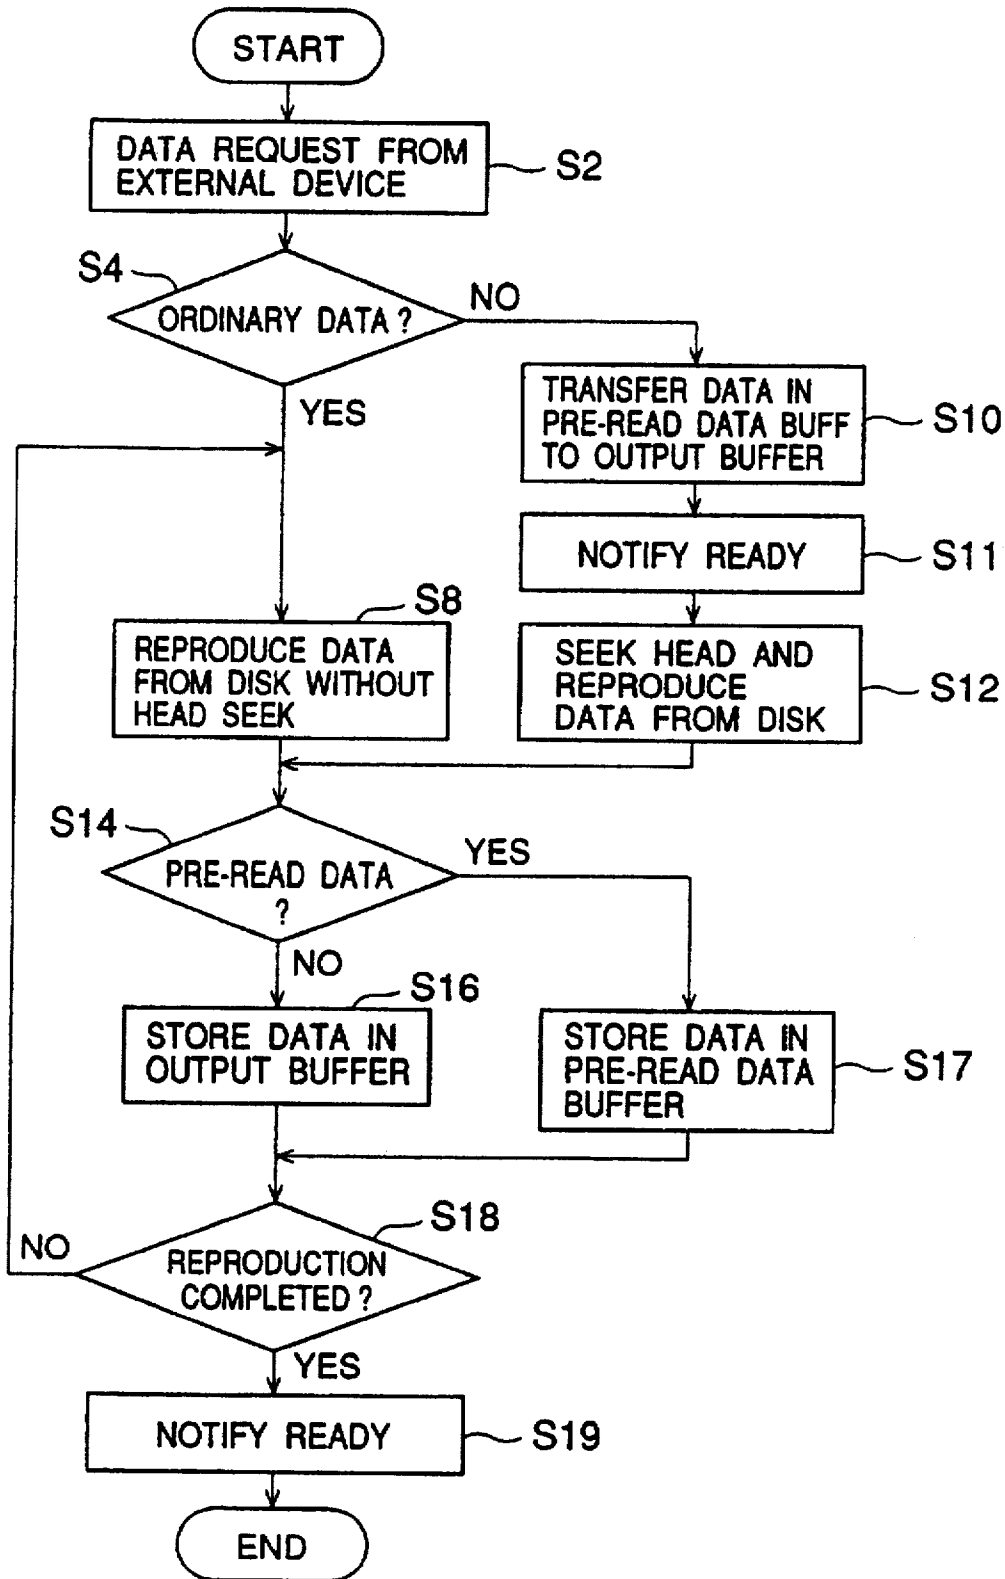 START
DATA REQUEST FROM
EXTERNAL DEVICE
S2
S4
ORDINARY DATA ?
NO
YES
TRANSFER DATA IN
PRE-READ DATA BUFF
TO OUTPUT BUFFER
S10
NOTIFY READY
S11
S8
REPRODUCE DATA
FROM DISK WITHOUT
HEAD SEEK
SEEK HEAD AND
REPRODUCE
DATA FROM DISK
S12
S14
PRE-READ DATA
?
YES
NO
S16
STORE DATA IN
OUTPUT BUFFER
STORE DATA IN
PRE-READ DATA
BUFFER
S17
S18
REPRODUCTION
COMPLETED ?
NO
YES
NOTIFY READY
S19
END